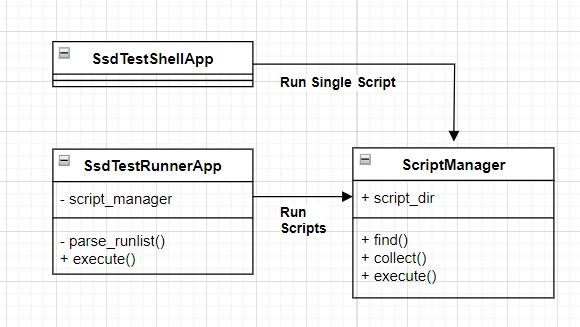 SsdTestShellApp
Run Single Script
SsdTestRunnerApp
- script_manager
- parse_runlist()
+ execute()
Run
Scripts
ScriptManager
+ script_dir
+ find()
+ collect()
+ execute()